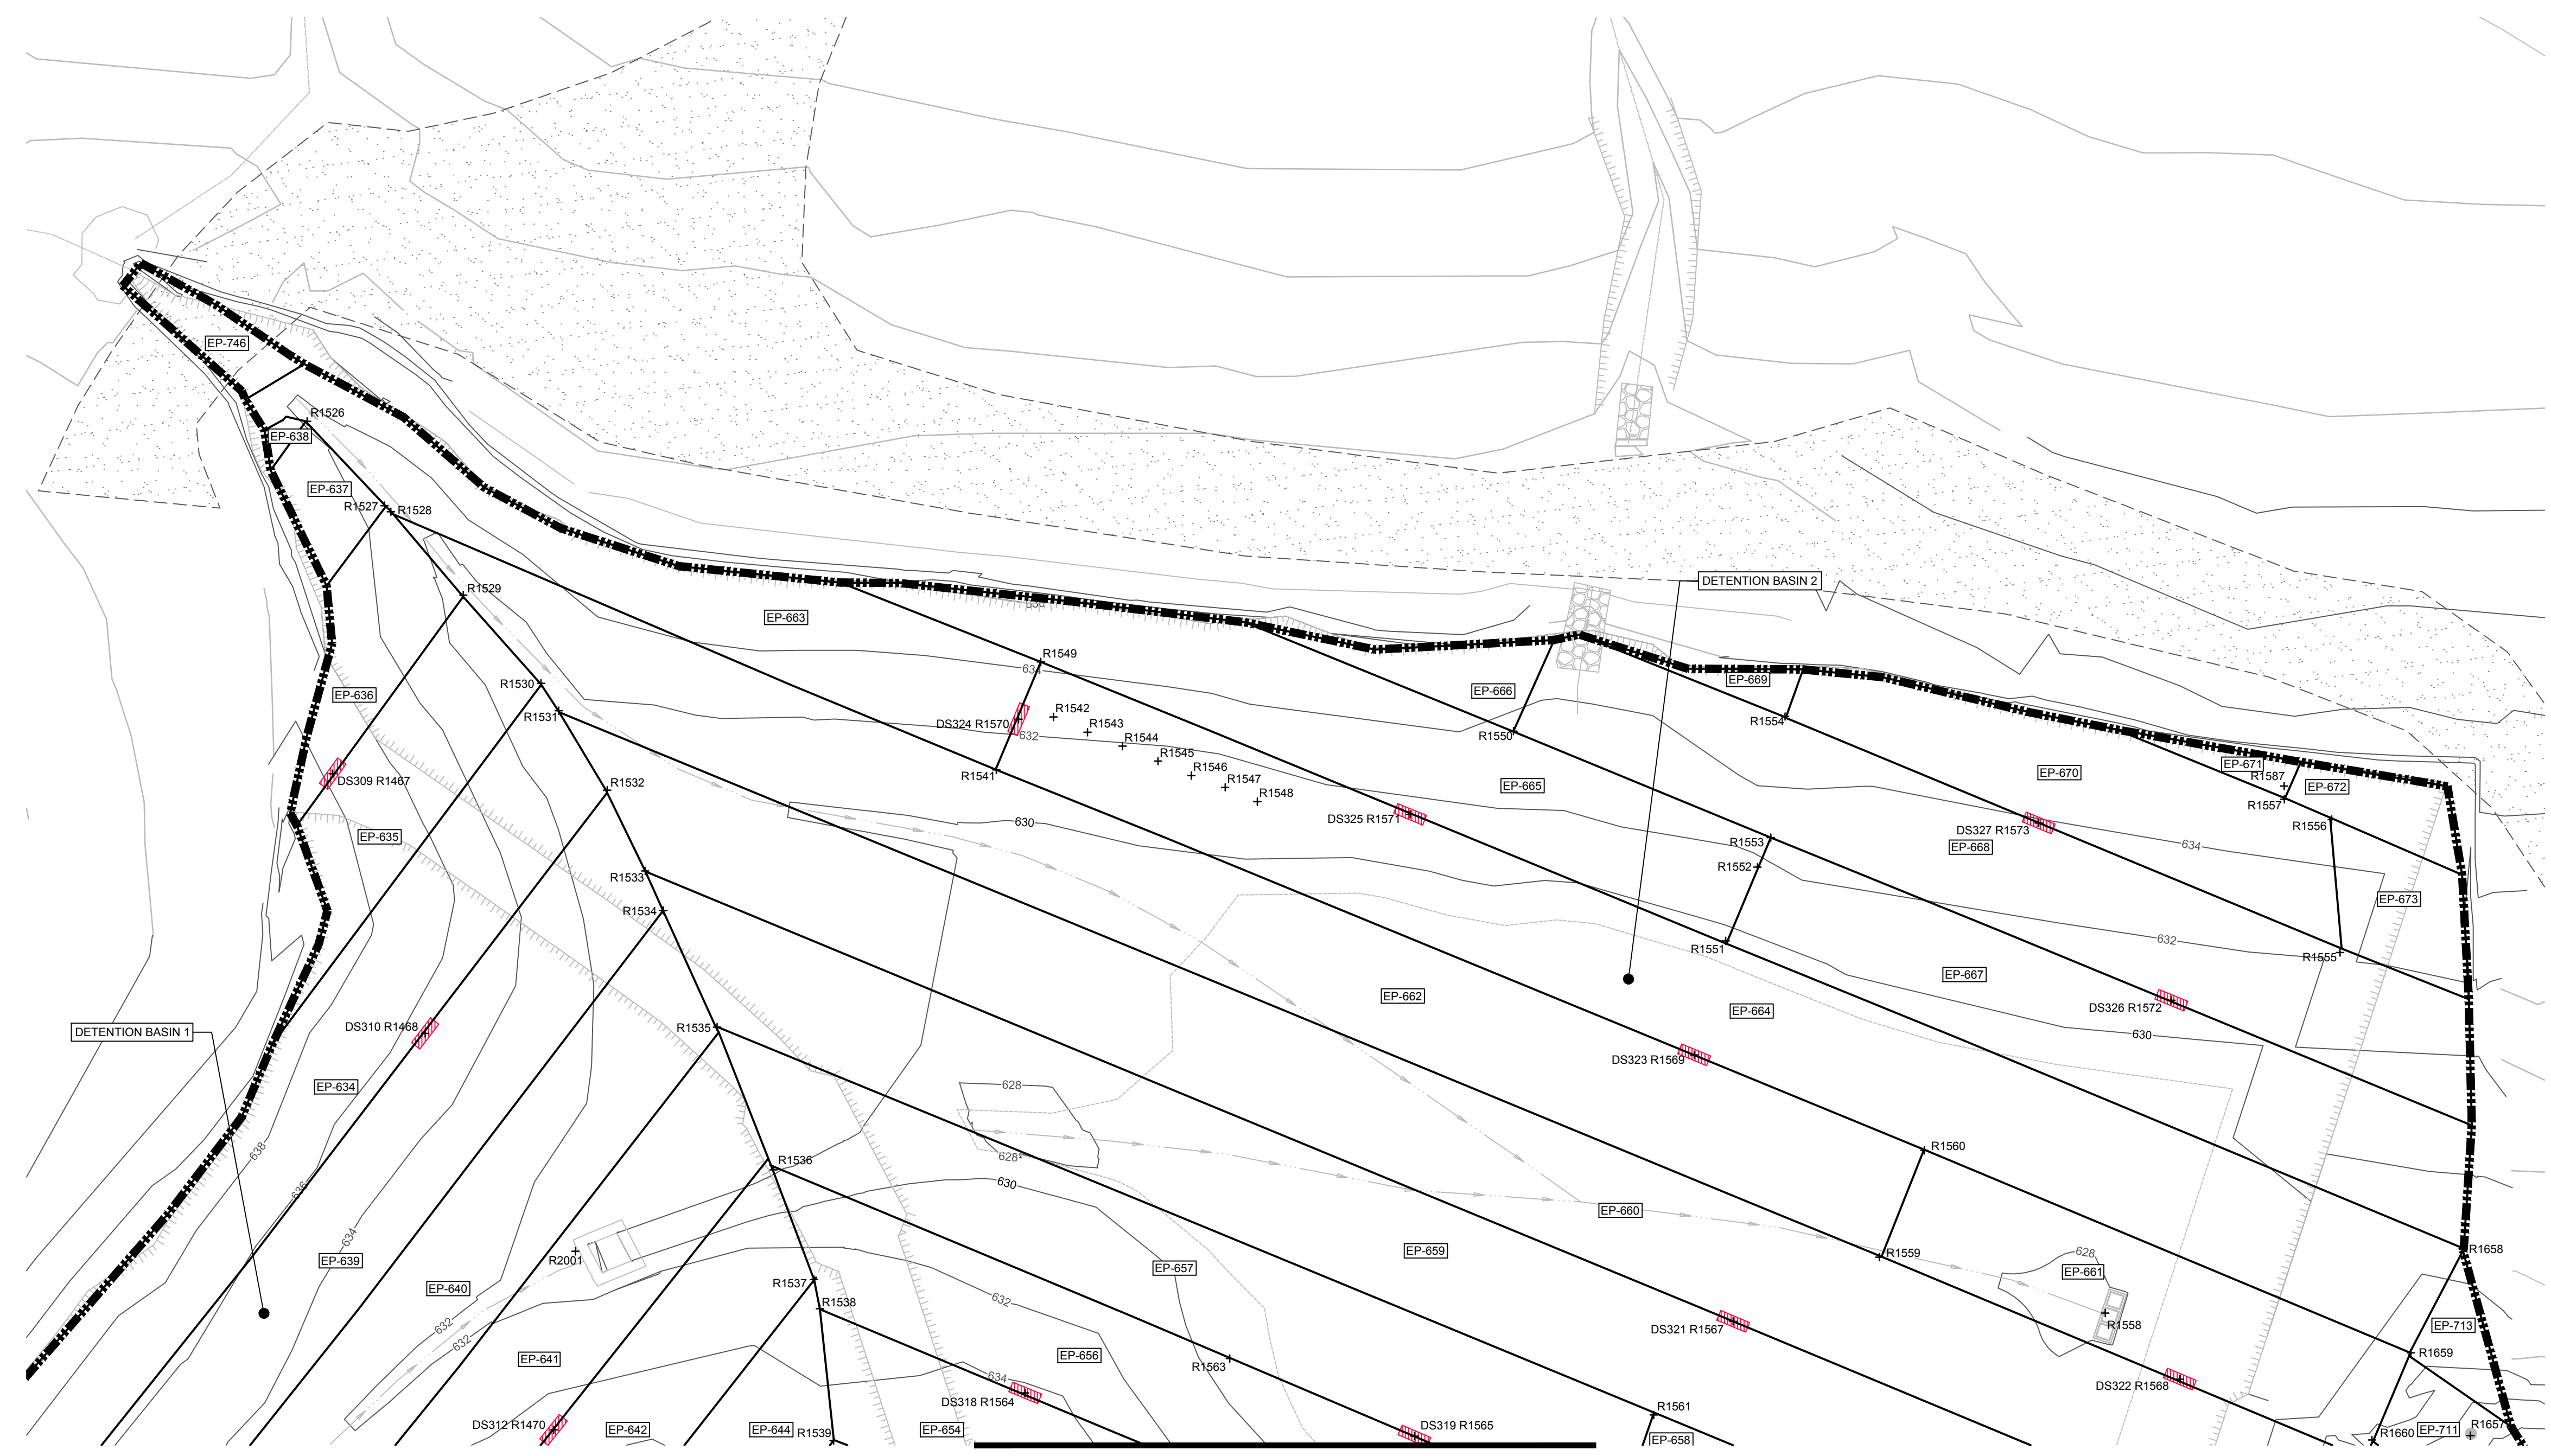 EP-746
R1526
EP-638
EP-637
R1527
R1528
DETENTION BASIN 2
R1529
636
EP-663
R1549
634
EP-669
R1530
EP-666
EP-636
R1531
R1542
DS324 R1570
R1543
R1554
632
R1544
R1550
R1545
EP-671
R1541
R1546
EP-670
R1587
DS309 R1467
R1547
EP-665
EP-672
R1532
R1548
R1557
DS325 R1571
630
R1556
DS327 R1573
EP-635
R1553
634
EP-668
R1552
R1533
EP-673
R1534
632
R1551
R1555
EP-667
EP-662
DS326 R1572
EP-664
DETENTION BASIN 1
DS310 R1468
R1535
630
DS323 R1569
EP-634
628
638
R1560
628
R1536
636
630
EP-660
634
R1658
EP-659
R1559
628
EP-639
R2001
EP-657
EP-661
R1537
EP-640
632
R1538
R1558
632
DS321 R1567
EP-713
632
EP-641
EP-656
R1563
R1659
634
DS322 R1568
DS318 R1564
R1561
DS312 R1470
EP-642
EP-644
R1539
EP-654
DS319 R1565
EP-658
R1660
EP-711
R1657